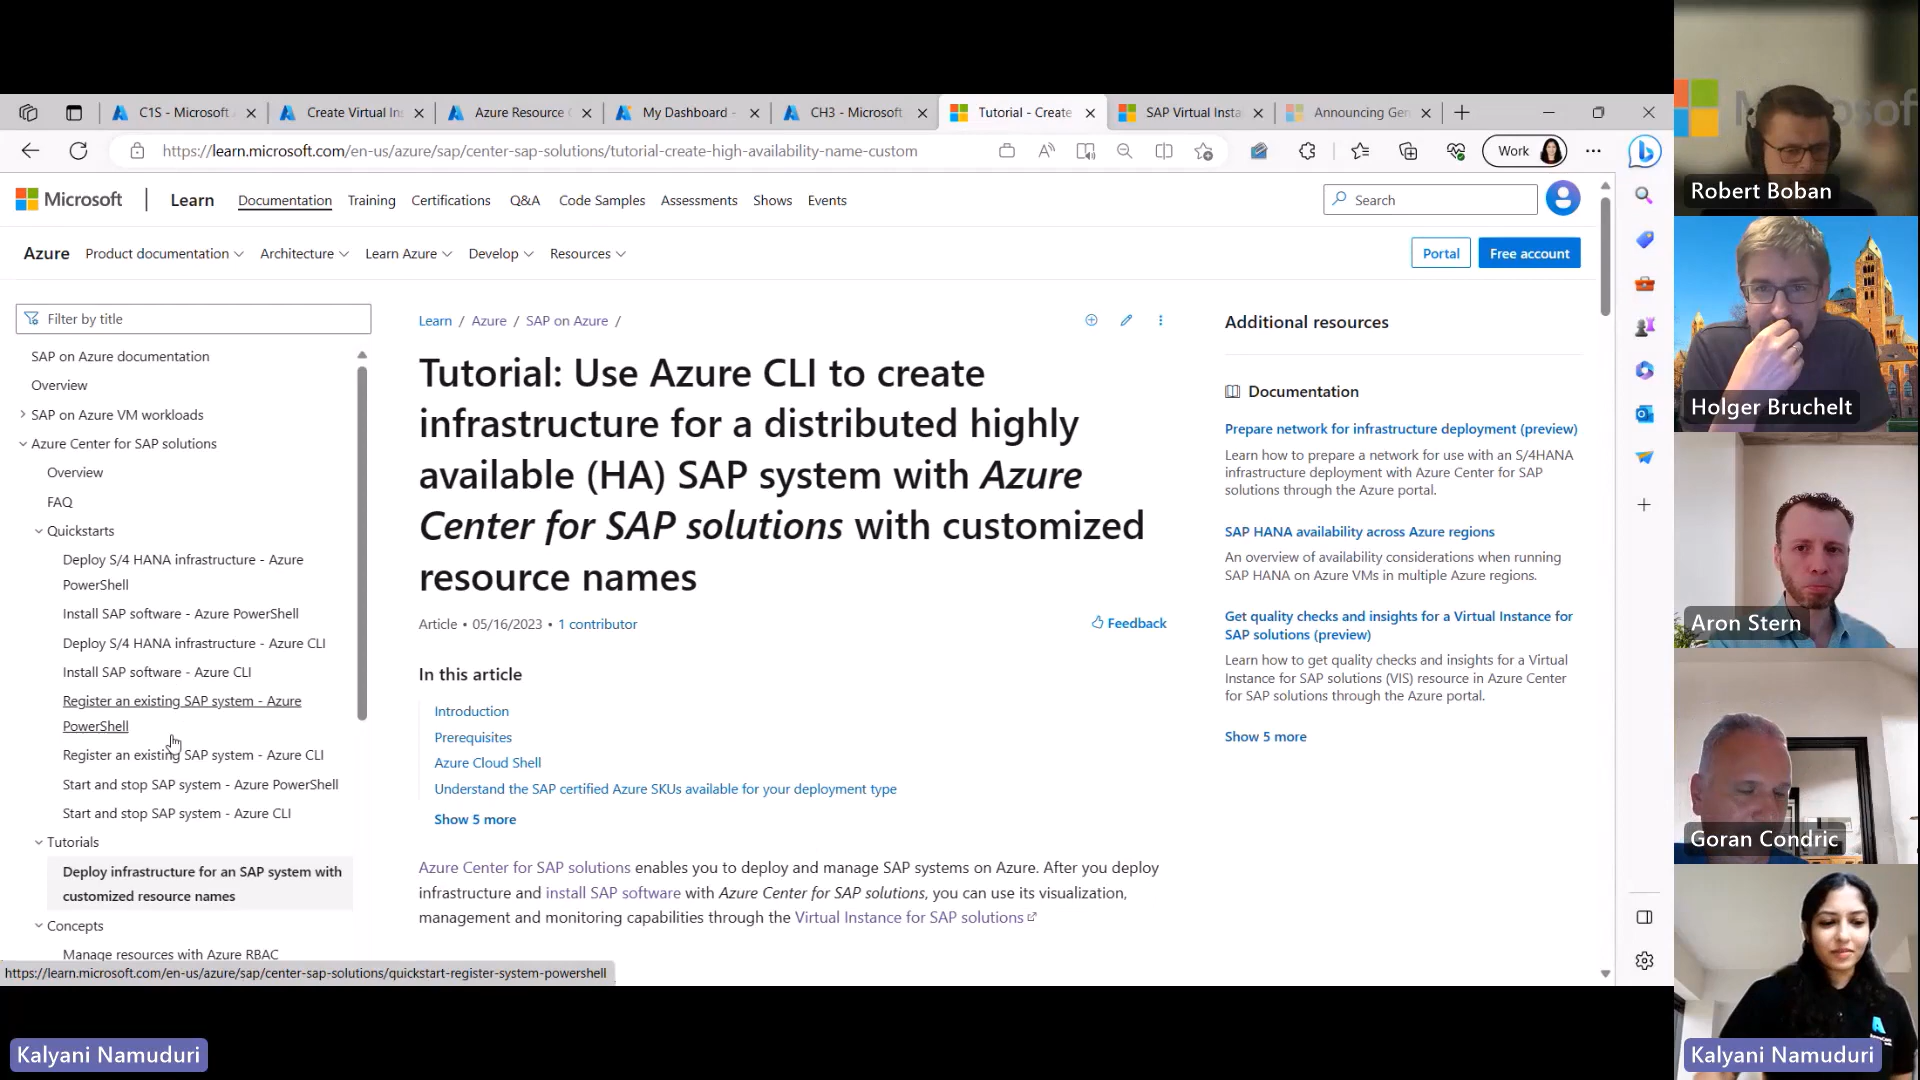 C1S - Microsoft
Create Virtual Ins
Azure Resource
My Dashboard -
CH3 - Microsoft
Tutorial - Create
SAP Virtual Insta
Announcing Gen
https://learn.microsoft.com/en-us/azure/sap/center-sap-solutions/tutorial-create-high-availability-name-custom
Work
Microsoft
Learn
Documentation
Training
Certifications
Q&A
Code Samples
Assessments
Shows
Events
Search
Azure
Product documentation
Architecture
Learn Azure
Develop
Resources
Portal
Free account
Filter by title
SAP on Azure documentation
Overview
SAP on Azure VM workloads
Azure Center for SAP solutions
Overview
FAQ
Quickstarts
Deploy S/4 HANA infrastructure - Azure
PowerShell
Install SAP software - Azure PowerShell
Deploy S/4 HANA infrastructure - Azure CLI
Install SAP software - Azure CLI
Register an existing SAP system - Azure
PowerShell
Register an existing SAP system - Azure CLI
Start and stop SAP system - Azure PowerShell
Start and stop SAP system - Azure CLI
Tutorials
Deploy infrastructure for an SAP system with
customized resource names
Concepts
Manage resources with Azure RBAC
https://learn.microsoft.com/en-us/azure/sap/center-sap-solutions/quickstart-register-system-powershell
Learn / Azure / SAP on Azure /
Tutorial: Use Azure CLI to create
infrastructure for a distributed highly
available (HA) SAP system with Azure
Center for SAP solutions with customized
resource names
Article • 05/16/2023 • 1 contributor
Feedback
In this article
Introduction
Prerequisites
Azure Cloud Shell
Understand the SAP certified Azure SKUs available for your deployment type
Show 5 more
Azure Center for SAP solutions enables you to deploy and manage SAP systems on Azure. After you deploy
infrastructure and install SAP software with Azure Center for SAP solutions, you can use its visualization,
management and monitoring capabilities through the Virtual Instance for SAP solutions
Additional resources
Documentation
Prepare network for infrastructure deployment (preview)
Learn how to prepare a network for use with an S/4HANA
infrastructure deployment with Azure Center for SAP
solutions through the Azure portal.
SAP HANA availability across Azure regions
An overview of availability considerations when running
SAP HANA on Azure VMs in multiple Azure regions.
Get quality checks and insights for a Virtual Instance for
SAP solutions (preview)
Learn how to get quality checks and insights for a Virtual
Instance for SAP solutions (VIS) resource in Azure Center
for SAP solutions through the Azure portal.
Show 5 more
Robert Boban
Holger Bruchelt
Aron Stern
Goran Condric
Kalyani Namuduri
Kalyani Namuduri